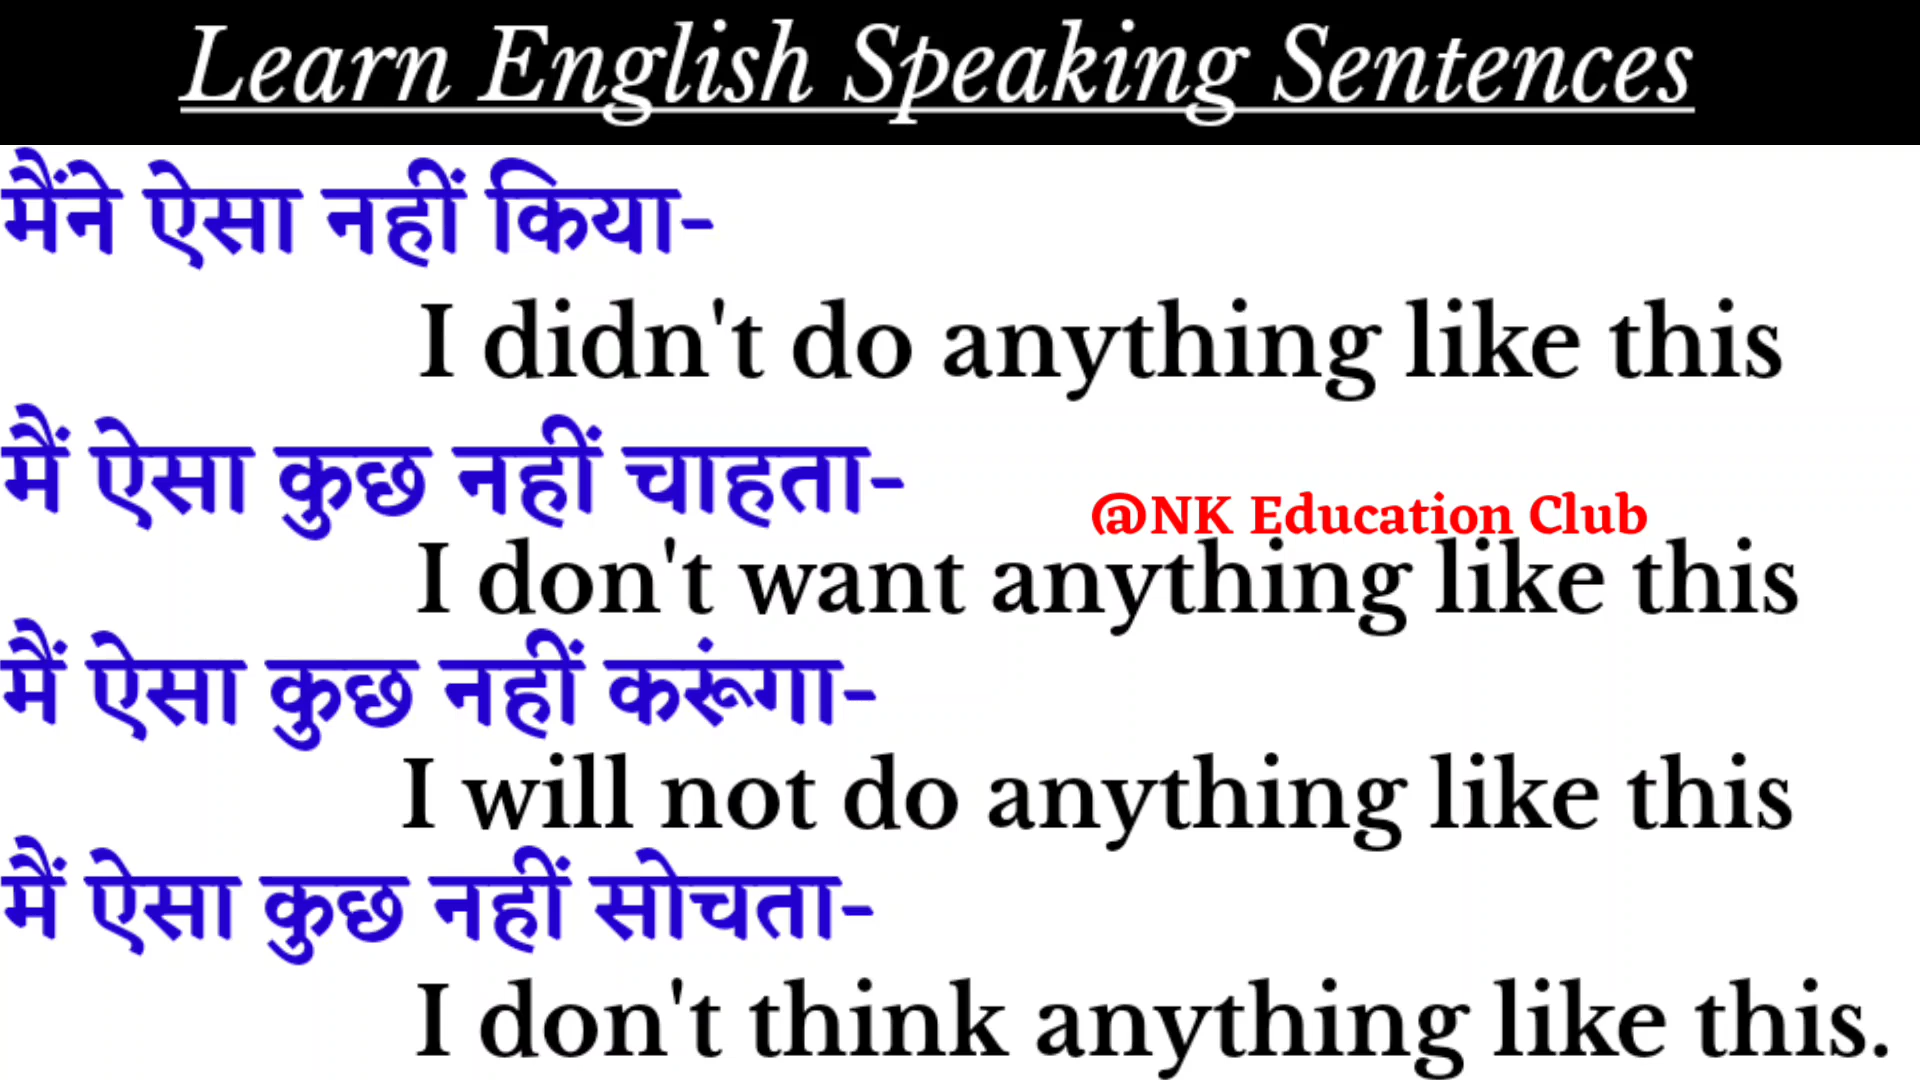 Learn English Speaking Sentences
मैंने ऐसा नहीं किया-
I didn't do anything like this
मैं ऐसा कुछ नहीं चाहता-
@NK Education Club
I don't want anything like this
मैं ऐसा कुछ नहीं करूंगा-
I will not do anything like this
मैं ऐसा कुछ नहीं सोचता-
I don't think anything like this.